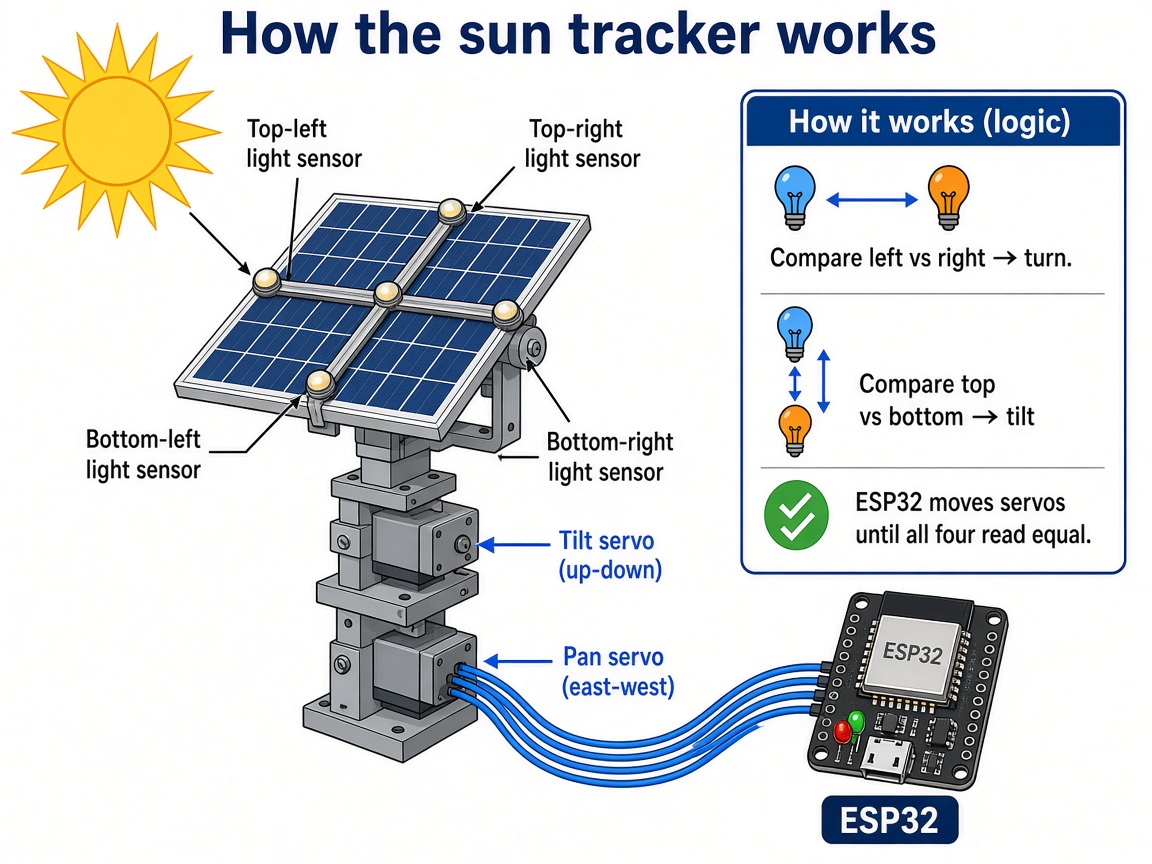 How the sun tracker works
Top-left
light sensor
Top-right
light sensor
Bottom-left
light sensor
Bottom-right
light sensor
Tilt servo
(up-down)
Pan servo
(east-west)
How it works (logic)
Compare left vs right → turn.
Compare top
vs bottom → tilt
ESP32 moves servos
until all four read equal.
ESP32
ESP32